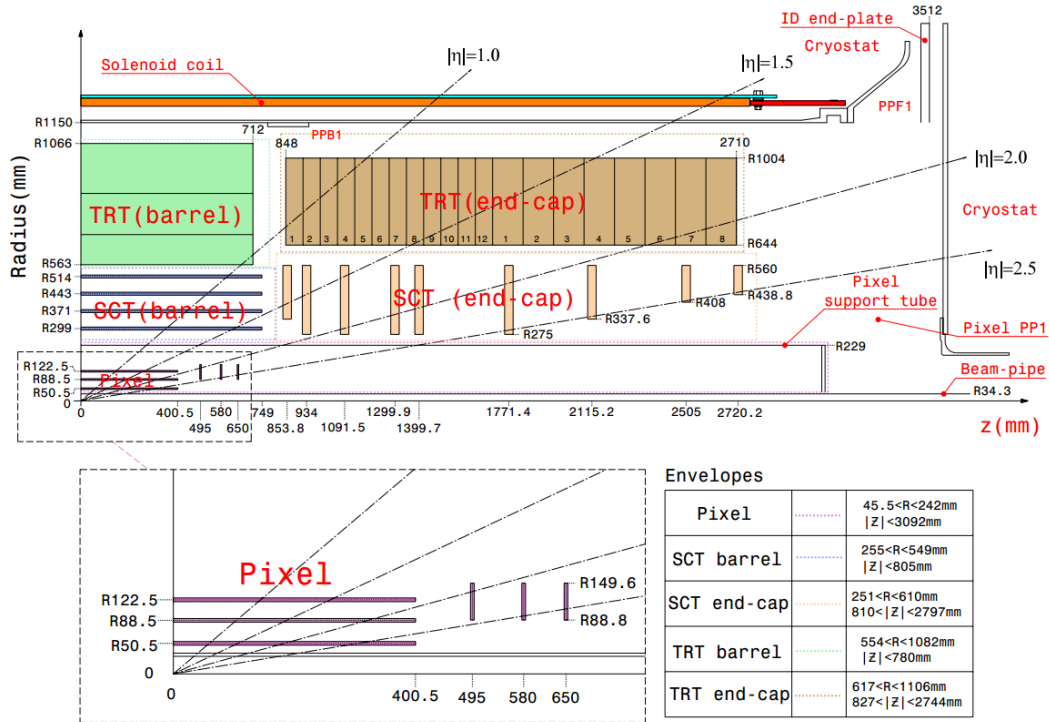 3512
ID end-plate
Cryostat
|η|=1.0
|η|=1.5
Solenoid coil
PPF1
R1150
712
PPB1
848
2710
R1066
R1004
|η|=2.0
Radius(mm)
TRT(barrel)
TRT(end-cap)
Cryostat
1 2 3 4 5 6 7 8 9 10 11 12 1 2 3 4 5 6 7 8
R644
R563
R560
|η|=2.5
R514
R443
SCT(barrel)
SCT (end-cap)
R438.8
R408
Pixel
support tube
R371
R337.6
R299
R275
Pixel PP1
R229
R122.5
R88.5
Pixel
Beam-pipe
R50.5
R34.3
0
0
400.5
580
749
934
1299.9
1771.4
2115.2
2505
2720.2
z(mm)
495
650
853.8
1091.5
1399.7
Pixel
R122.5
R149.6
R88.5
R88.8
R50.5
0
0
400.5
495
580
650
Envelopes
Pixel
45.5<R<242mm
|Z|<3092mm
SCT barrel
255<R<549mm
|Z|<805mm
SCT end-cap
251<R<610mm
810<|Z|<2797mm
TRT barrel
554<R<1082mm
|Z|<780mm
TRT end-cap
617<R<1106mm
827<|Z|<2744mm